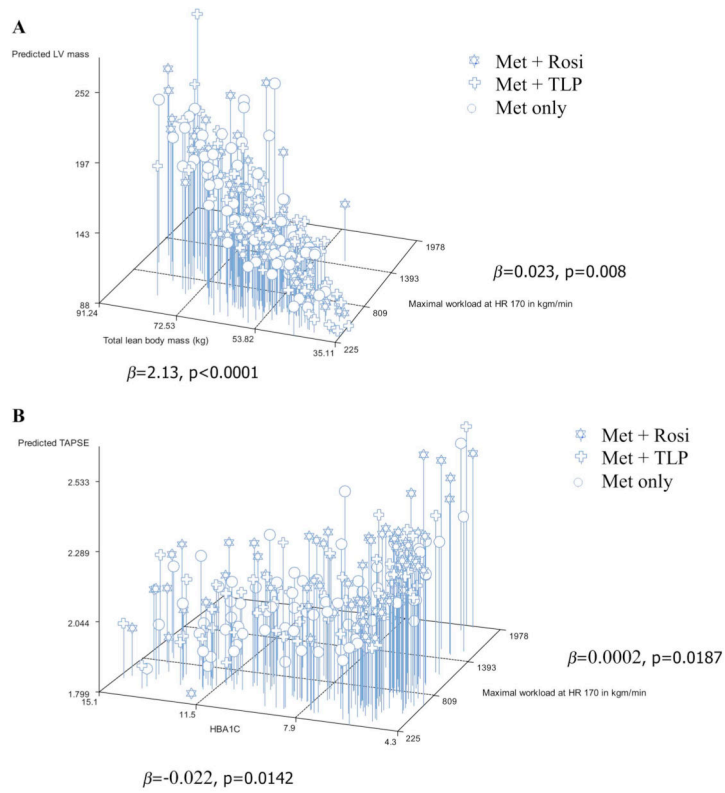 A
Predicted LV mass
Met + Rosi
Met + TLP
Met only
252
197
143
88
91.24
72.53
53.82
35.11
Total lean body mass (kg)
225
809
1393
1978
Maximal workload at HR 170 in kgm/min
β=0.023, p=0.008
β=2.13, p<0.0001
B
Predicted TAPSE
Met + Rosi
Met + TLP
Met only
2.533
2.289
2.044
1.799
15.1
11.5
7.9
4.3
HBA1C
225
809
1393
1978
Maximal workload at HR 170 in kgm/min
β=0.0002, p=0.0187
β=-0.022, p=0.0142